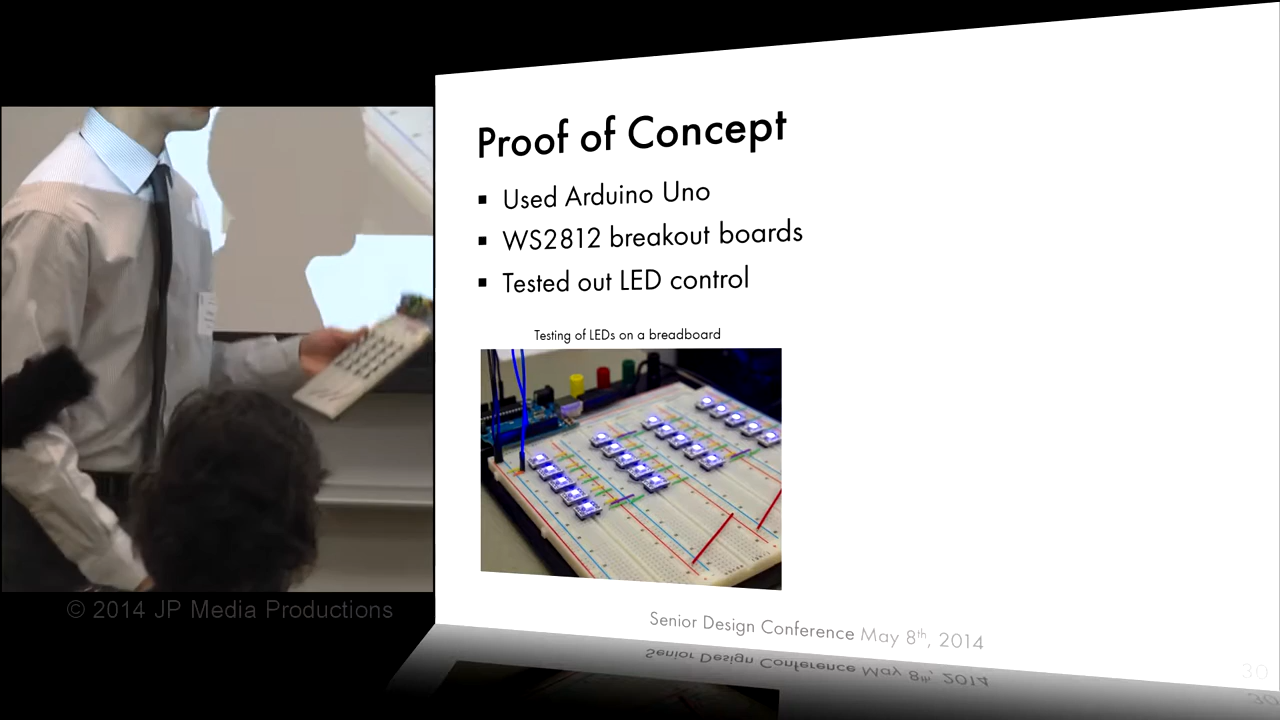 Proof of Concept
▪ Used Arduino Uno
▪ WS2812 breakout boards
▪ Tested out LED control
Testing of LEDs on a breadboard
Senior Design Conference May 8th, 2014
30
© 2014 JP Media Productions